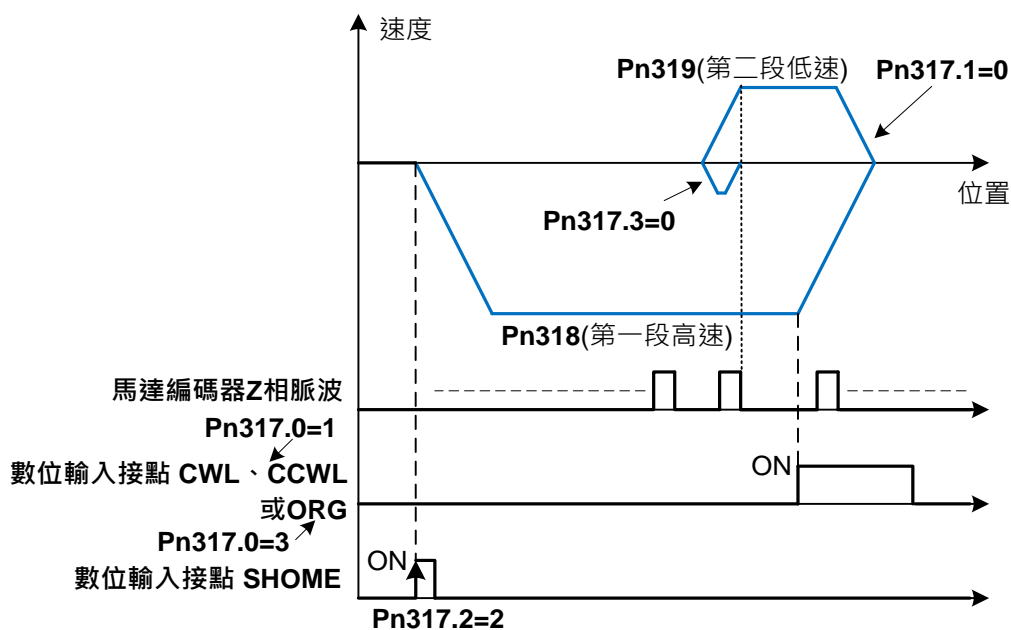 速度
Pn319(第二段低速)
Pn317.1=0
位置
Pn317.3=0
Pn318(第一段高速)
馬達編碼器Z相脈波
Pn317.0=1
數位輸入接點 CWL、CCWL
或ORG
ON
Pn317.0=3
數位輸入接點 SHOME
ON
Pn317.2=2